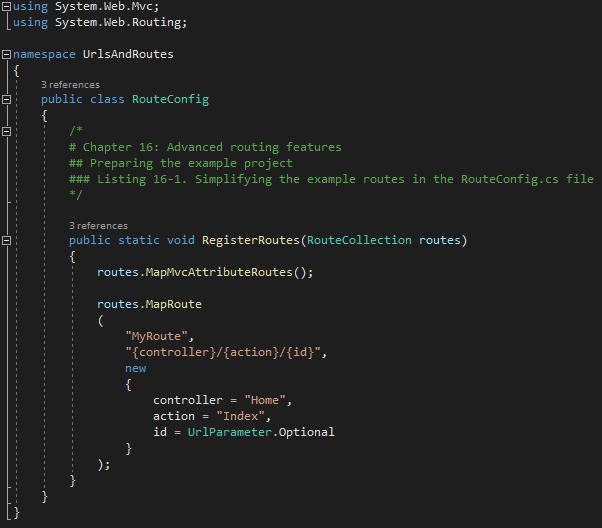 using System.Web.Mvc;
using System.Web.Routing;
namespace UrlsAndRoutes
{
3 references
public class RouteConfig
{
/*
# Chapter 16: Advanced routing features
## Preparing the example project
### Listing 16-1. Simplifying the example routes in the RouteConfig.cs file
*/
3 references
public static void RegisterRoutes(RouteCollection routes)
{
routes.MapMvcAttributeRoutes();
routes.MapRoute
(
"MyRoute",
"{controller}/{action}/{id}",
new
{
controller = "Home",
action = "Index",
id = UrlParameter.Optional
}
);
}
}
}